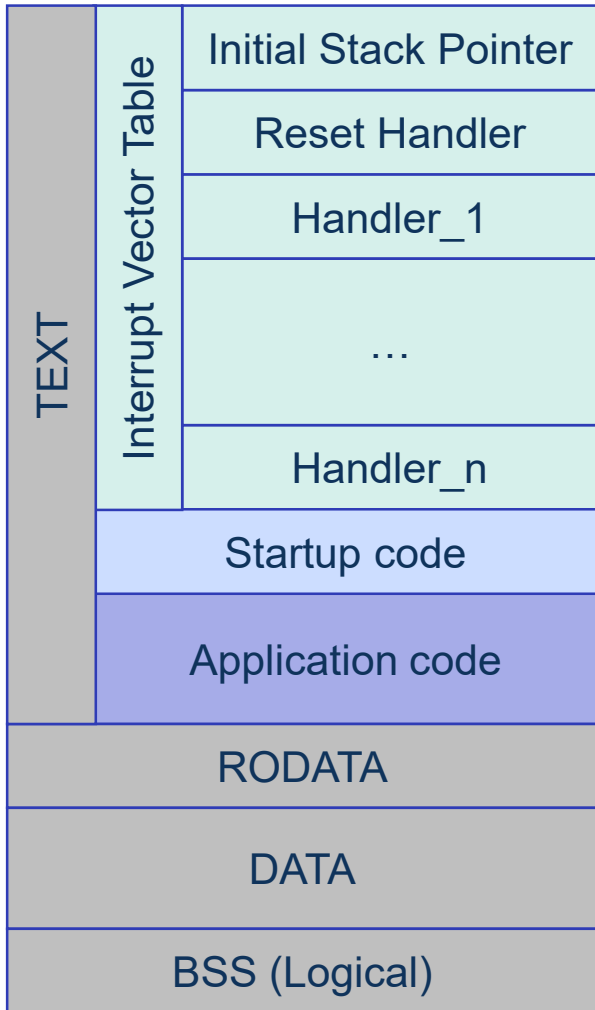 TEXT
Interrupt Vector Table
Initial Stack Pointer
Reset Handler
Handler_1
…
Handler_n
Startup code
Application code
RODATA
DATA
BSS (Logical)